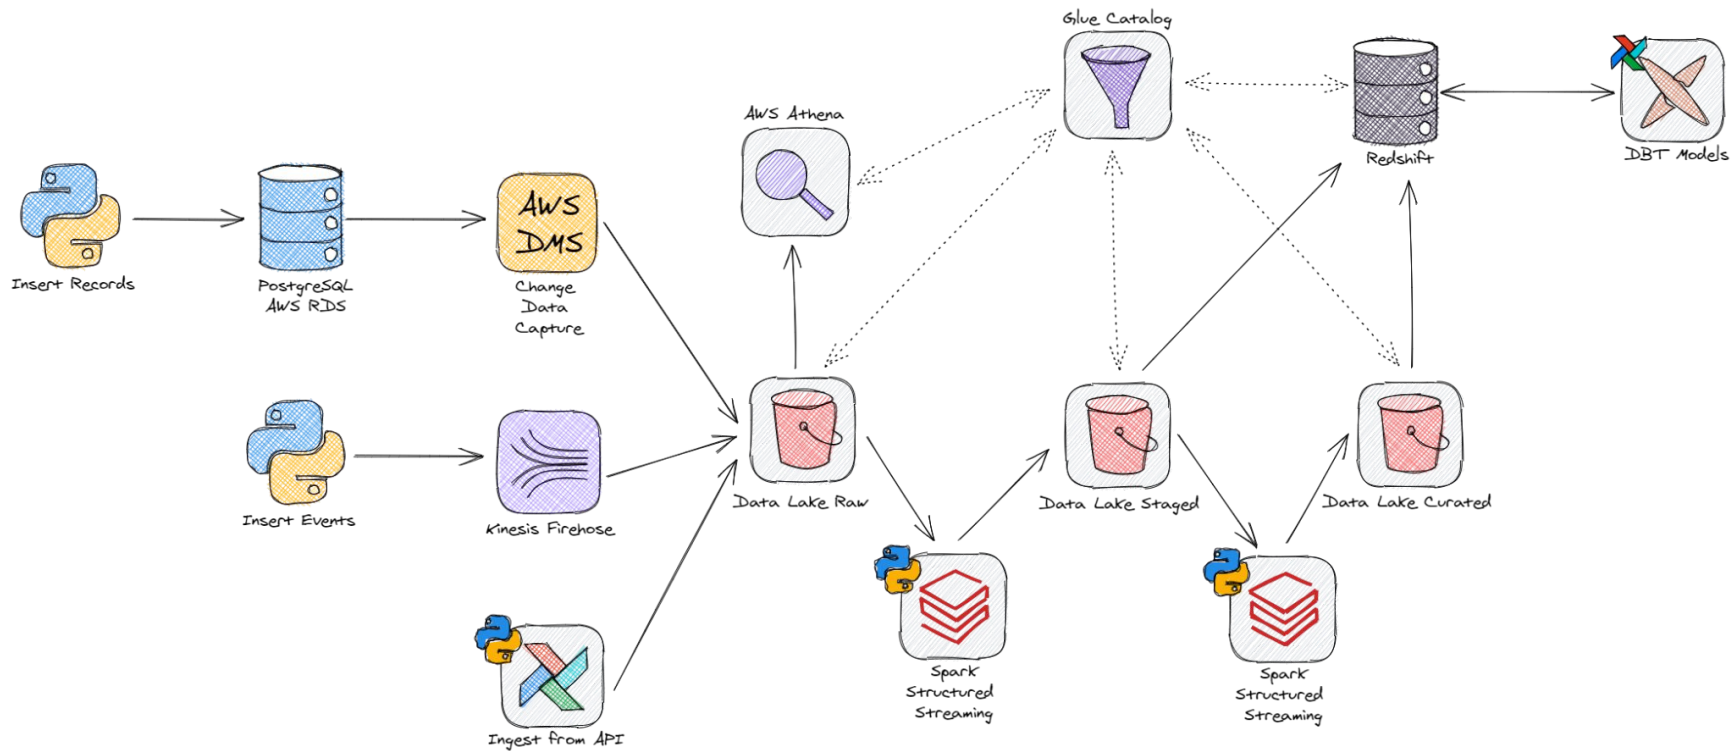 Glue Catalog
AWS Athena
Redshift
DBT Models
AWS
DMS
Insert Records
PostgreSQL
AWS RDS
Change
Data
Capture
Insert Events
Kinesis Firehose
Data Lake Raw
Data Lake Staged
Data Lake Curated
Ingest from API
Spark
Structured
Streaming
Spark
Structured
Streaming